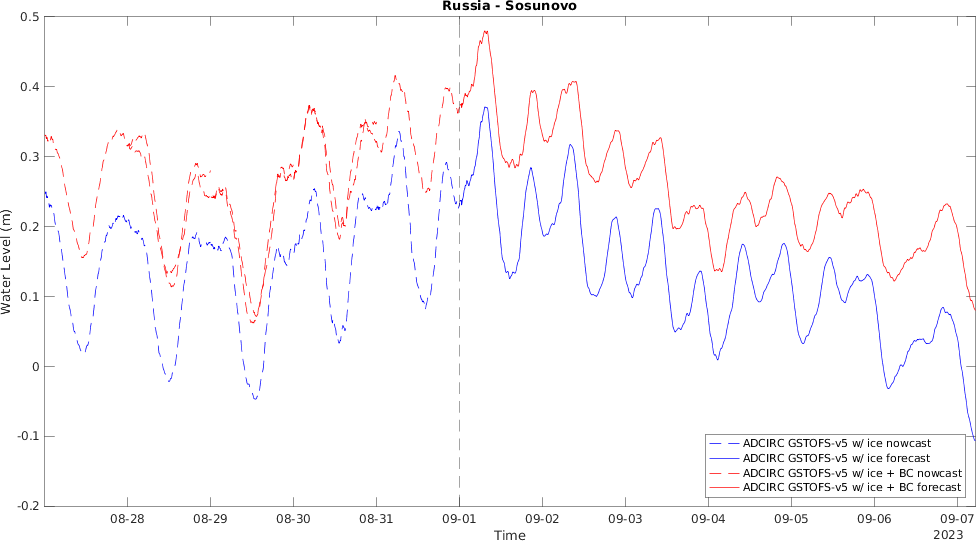 Russia - Sosunovo
0.5
0.4
0.3
0.2
0.1
0
-0.1
-0.2
Water Level (m)
ADCIRC GSTOFS-v5 w/ ice nowcast
ADCIRC GSTOFS-v5 w/ ice forecast
ADCIRC GSTOFS-v5 w/ ice + BC nowcast
ADCIRC GSTOFS-v5 w/ ice + BC forecast
08-28 08-29 08-30 08-31 09-01 09-02 09-03 09-04 09-05 09-06 09-07
Time
2023